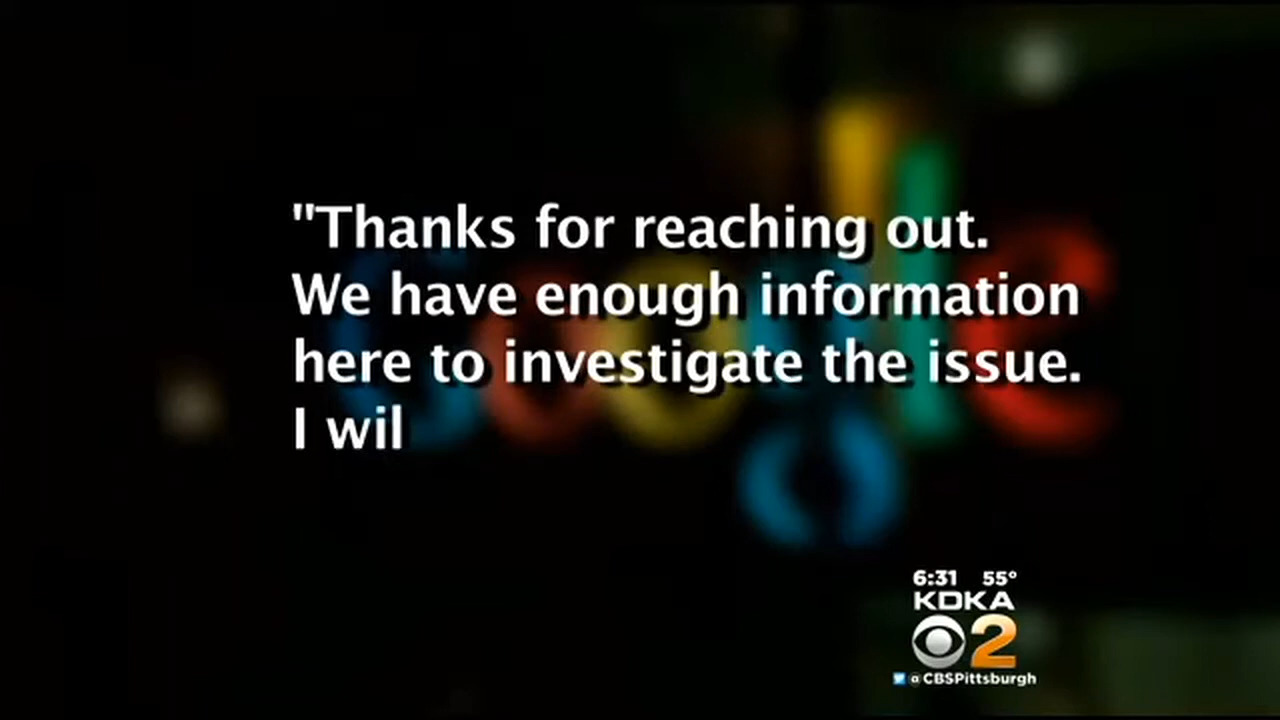 "Thanks for reaching out.
We have enough information
here to investigate the issue.
I wil
Google
6:31 55°
KDKA
2
@CBSPittsburgh